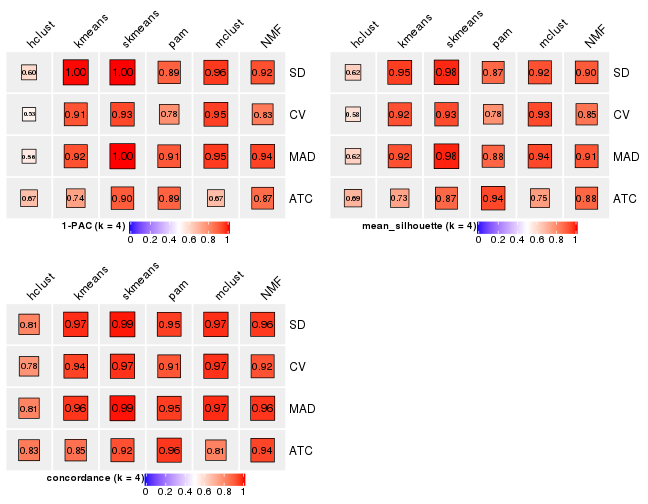 hclust kmeans skmeans pam mclust NMF
0.60 1.00 1.00 0.89 0.96 0.92 SD
0.53 0.91 0.93 0.78 0.95 0.83 CV
0.56 0.92 1.00 0.91 0.95 0.94 MAD
0.67 0.74 0.90 0.89 0.67 0.87 ATC
1-PAC (k = 4)
0 0.2 0.4 0.6 0.8 1
hclust kmeans skmeans pam mclust NMF
0.62 0.95 0.98 0.87 0.92 0.90 SD
0.58 0.92 0.93 0.78 0.93 0.85 CV
0.62 0.92 0.98 0.88 0.94 0.91 MAD
0.69 0.73 0.87 0.94 0.75 0.88 ATC
mean_silhouette (k = 4)
0 0.2 0.4 0.6 0.8 1
hclust kmeans skmeans pam mclust NMF
0.81 0.97 0.99 0.95 0.97 0.96 SD
0.78 0.94 0.97 0.91 0.97 0.92 CV
0.81 0.96 0.99 0.95 0.97 0.96 MAD
0.83 0.85 0.92 0.96 0.81 0.94 ATC
concordance (k = 4)
0 0.2 0.4 0.6 0.8 1